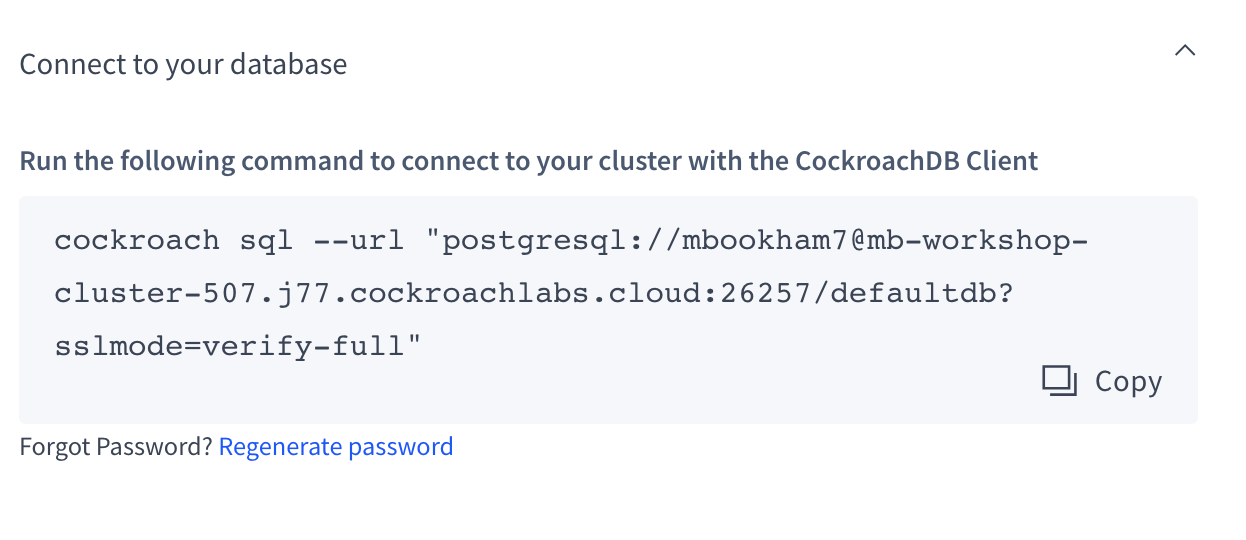 Connect to your database
Run the following command to connect to your cluster with the CockroachDB Client
cockroach sql --url "postgresql://mbookham7@mb-workshop-
cluster-507.j77.cockroachlabs.cloud:26257/defaultdb?
sslmode=verify-full"
Copy
Forgot Password? Regenerate password